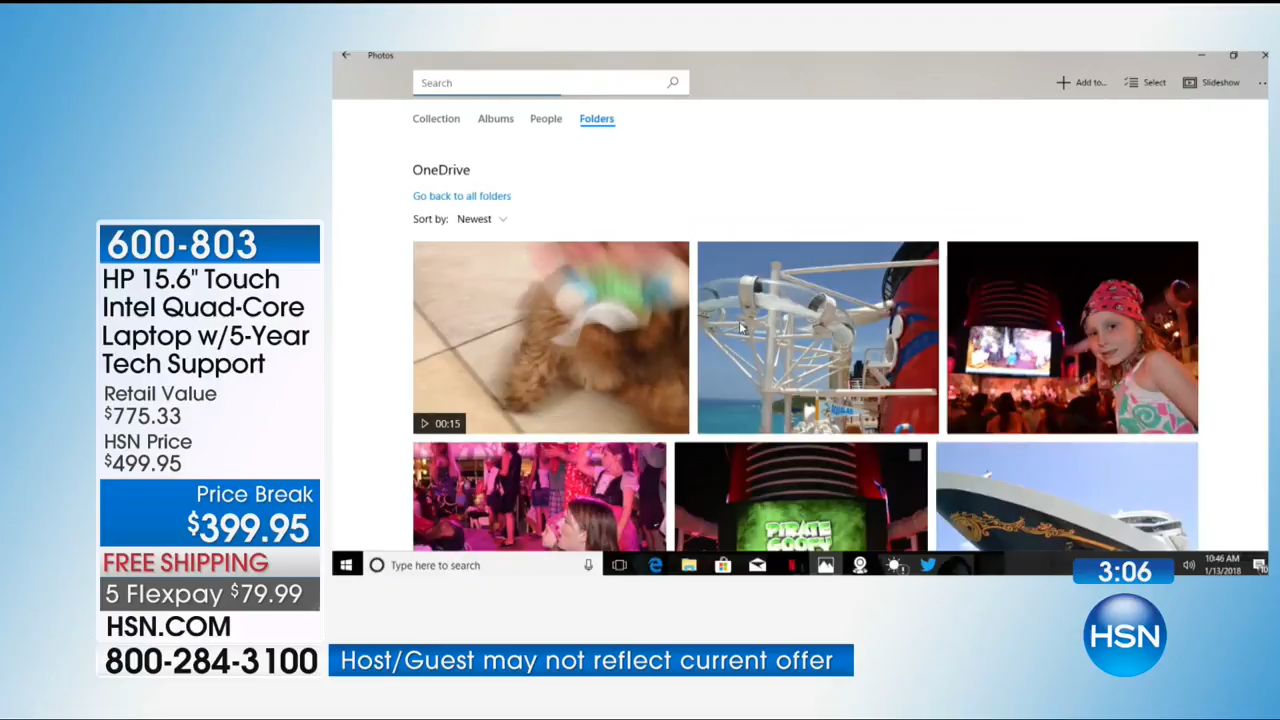 Photos
Search
Add to...
Select
Slideshow
Collection
Albums
People
Folders
OneDrive
Go back to all folders
Sort by: Newest
00:15
PIRATE
GOOFY
Type here to search
10:46 AM
1/13/2018
600-803
HP 15.6" Touch
Intel Quad-Core
Laptop w/5-Year
Tech Support
Retail Value
$775.33
HSN Price
$499.95
Price Break
$399.95
FREE SHIPPING
5 Flexpay $79.99
HSN.COM
800-284-3100
Host/Guest may not reflect current offer
3:06
HSN